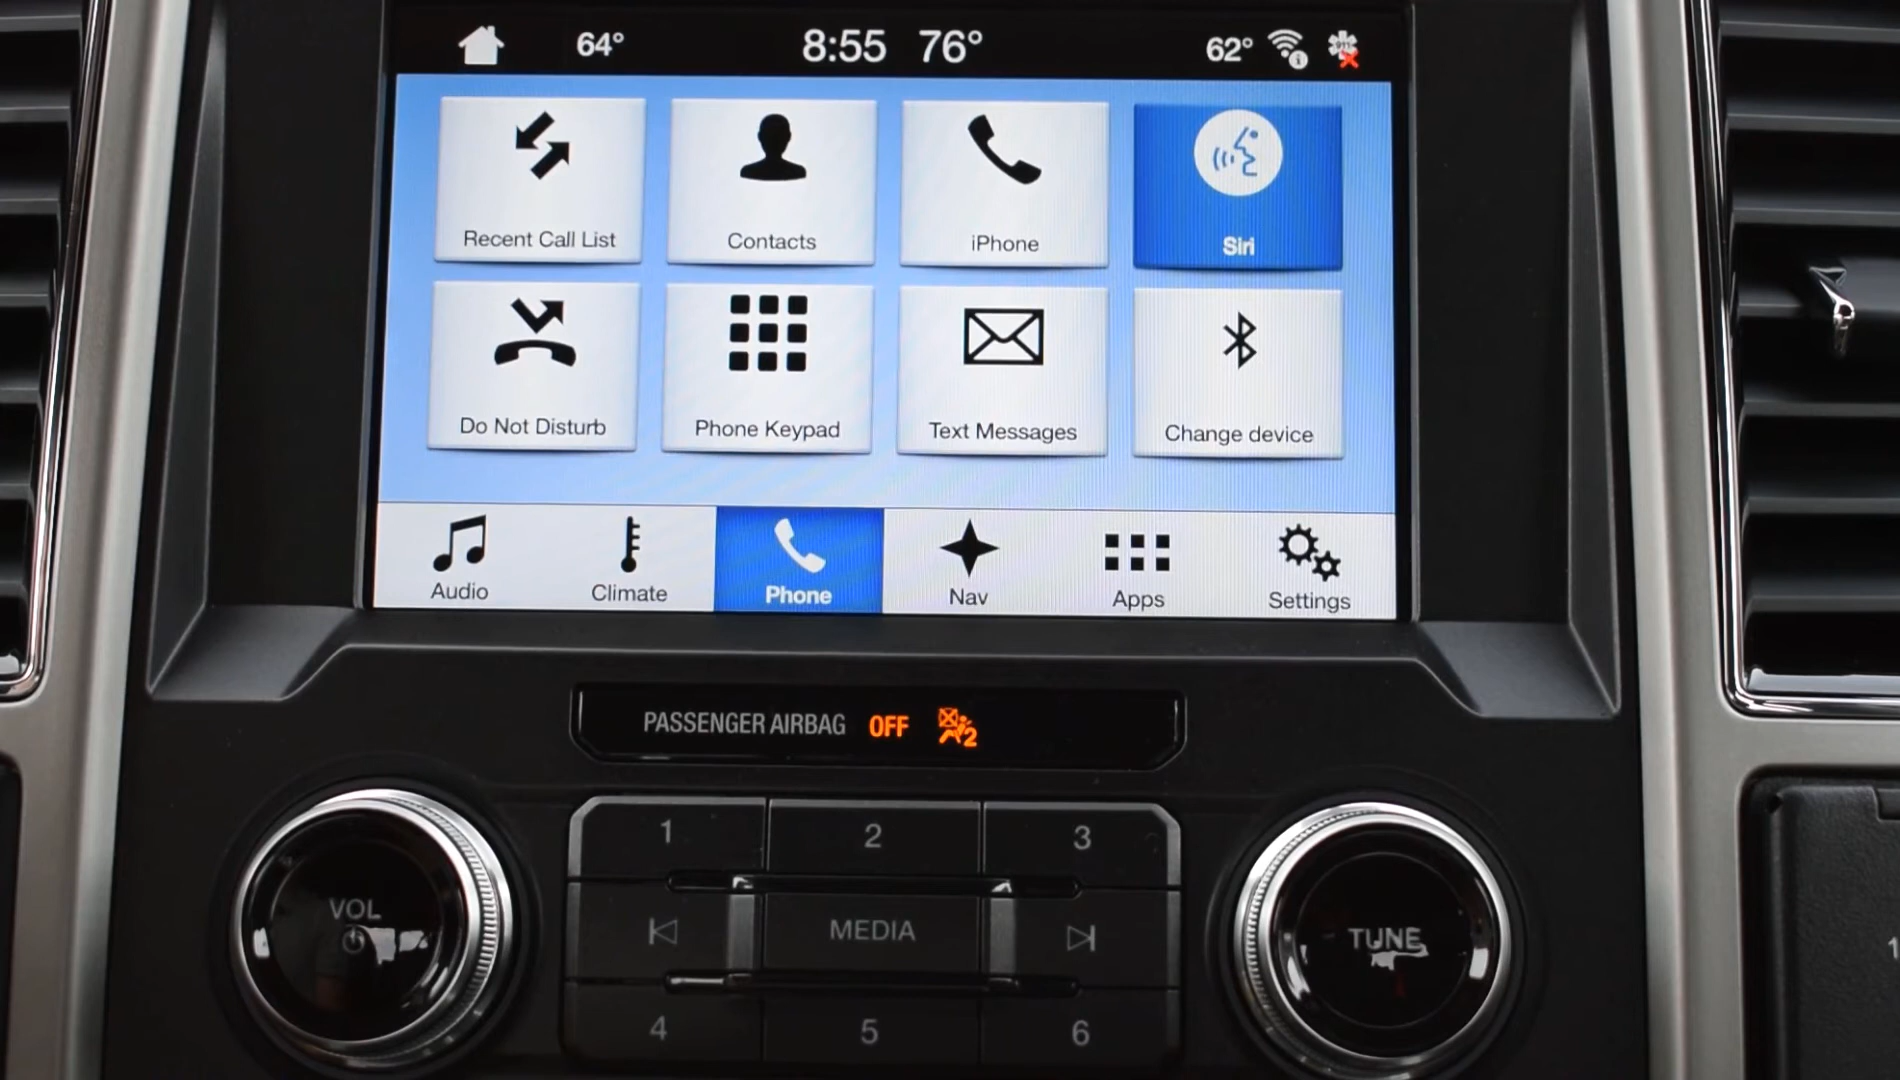 64° 8:55 76° 62°
911
Recent Call List Contacts iPhone Siri
Do Not Disturb Phone Keypad Text Messages Change device
Audio Climate Phone Nav Apps Settings
PASSENGER AIRBAG OFF 2
1 2 3
VOL MEDIA TUNE
4 5 6